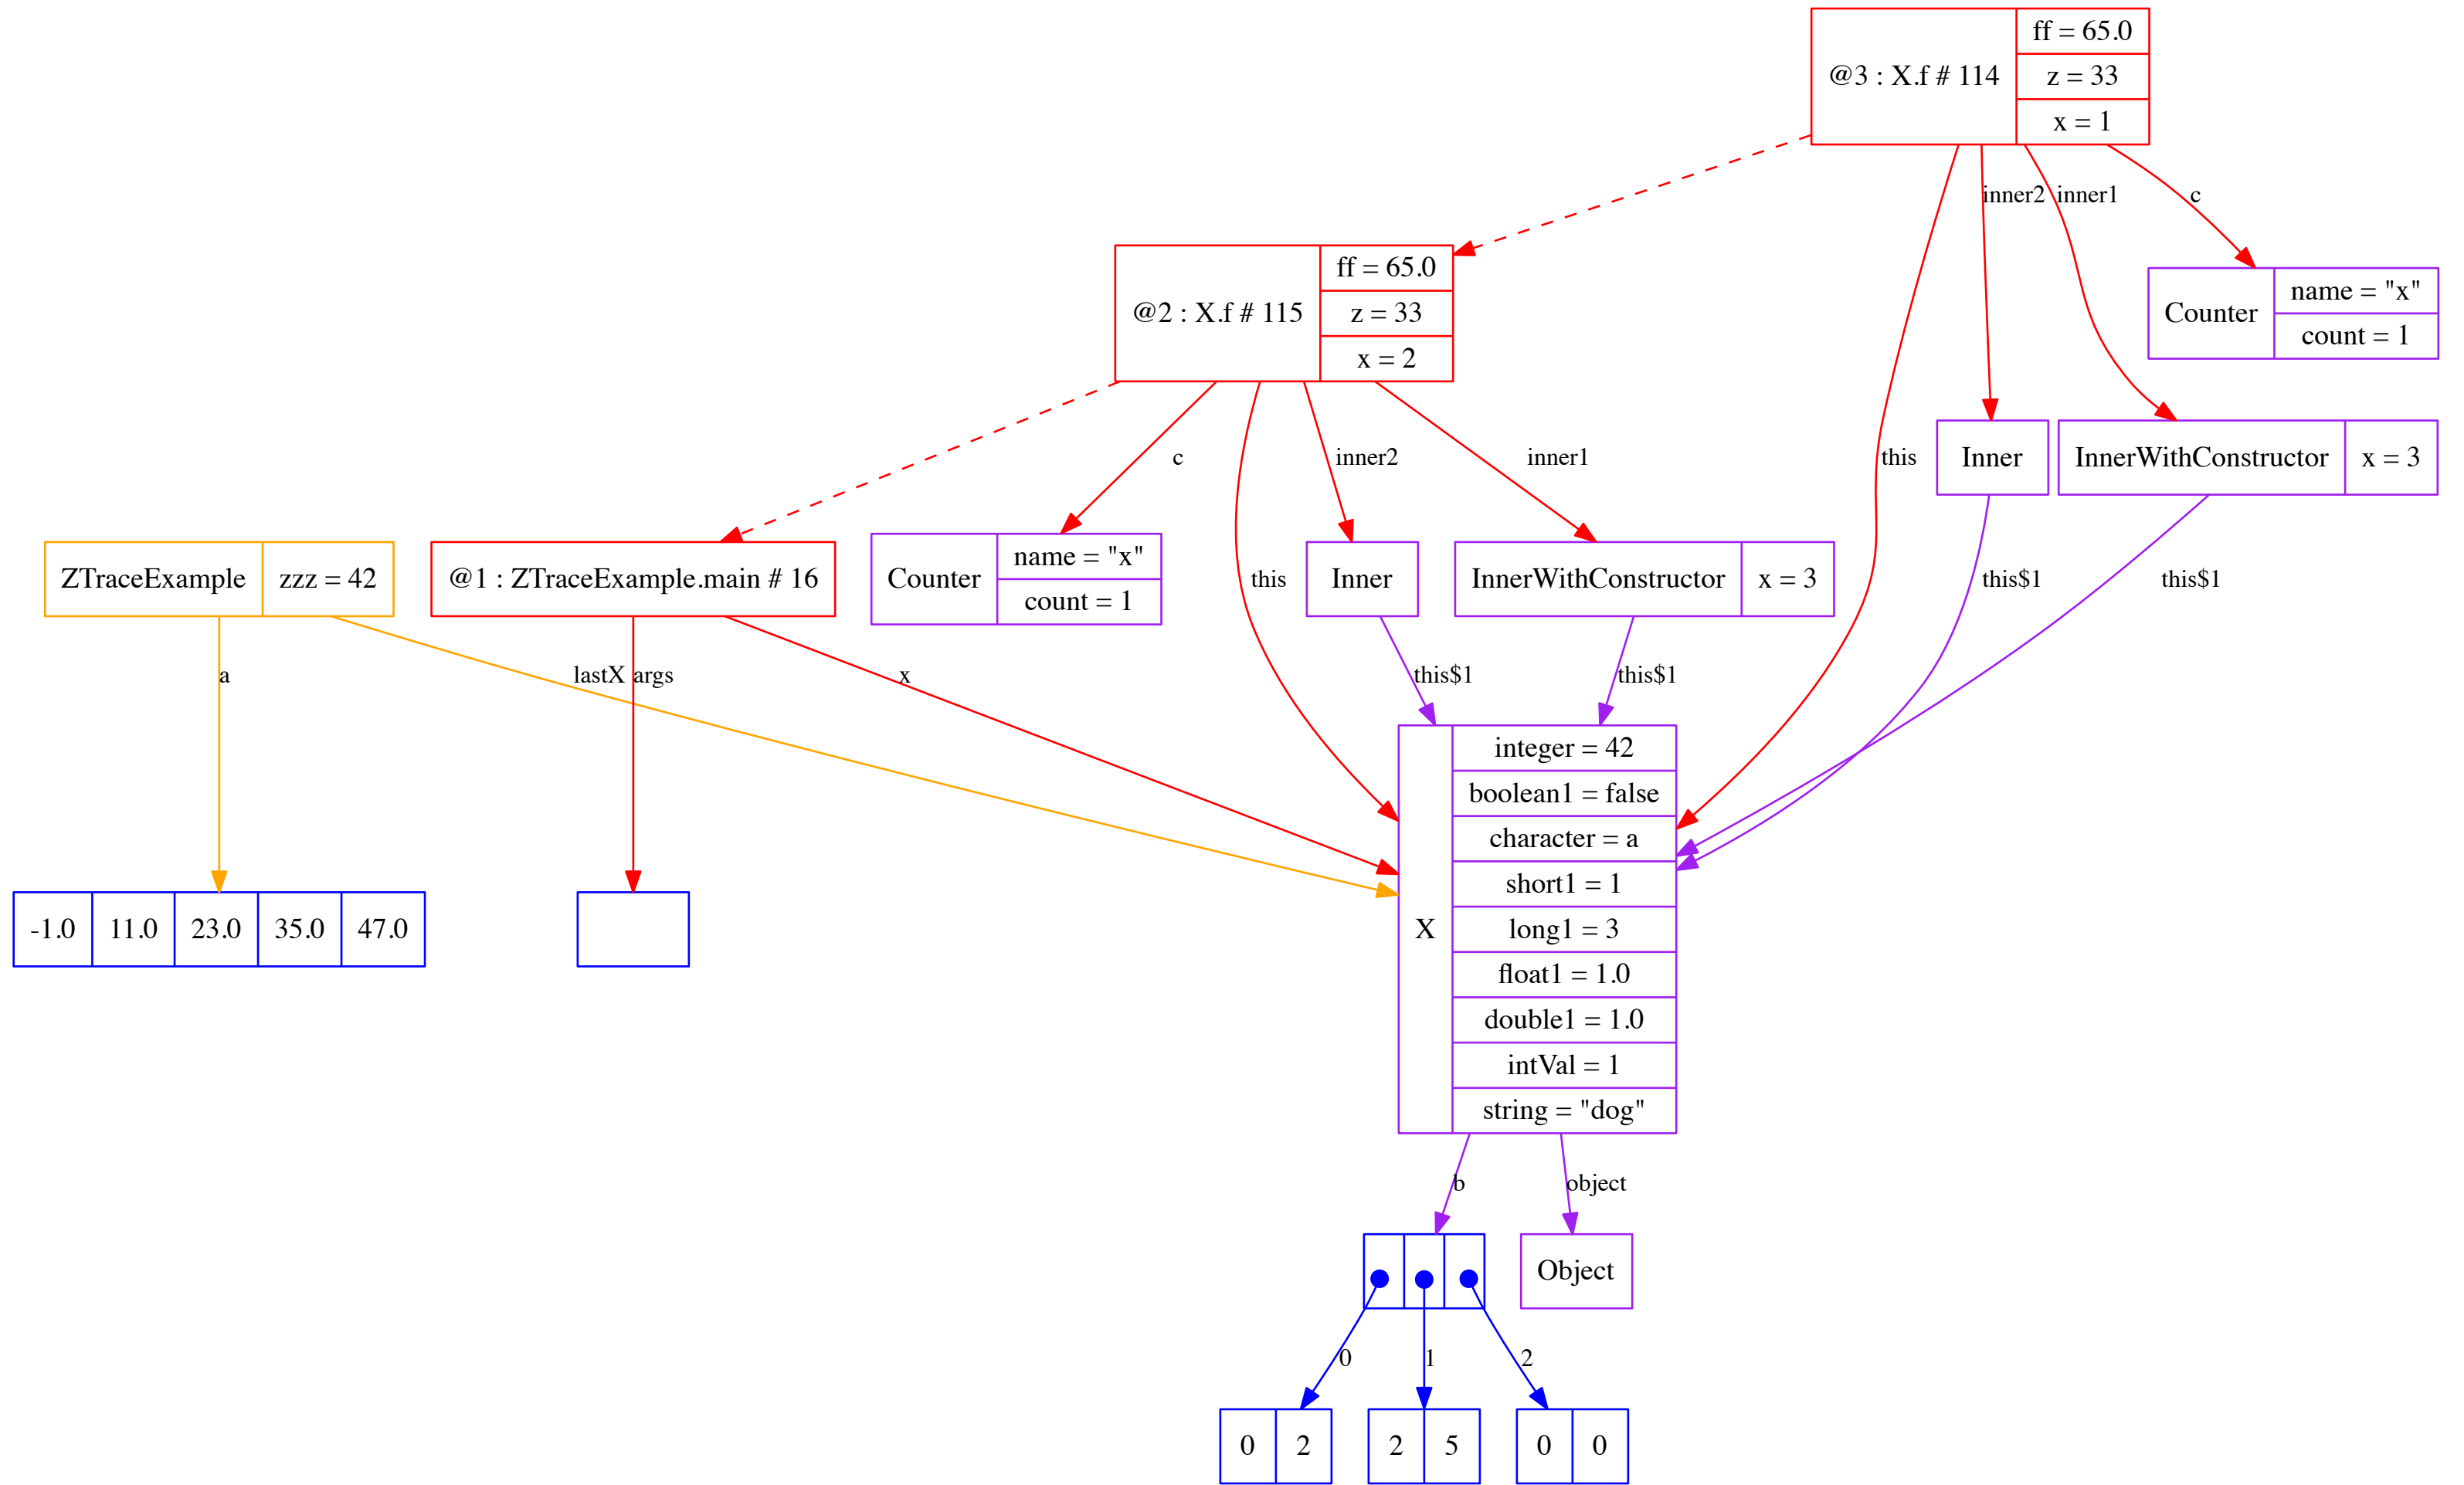 @3 : X.f # 114
ff = 65.0
z = 33
x = 1
inner2
inner1
c
@2 : X.f # 115
ff = 65.0
z = 33
x = 2
Counter
name = "x"
count = 1
c
inner2
inner1
this
Inner
InnerWithConstructor
x = 3
ZTraceExample
zzz = 42
@1 : ZTraceExample.main # 16
Counter
name = "x"
count = 1
this
Inner
InnerWithConstructor
x = 3
this$1
this$1
a
lastX
args
x
this$1
this$1
X
integer = 42
boolean1 = false
character = a
short1 = 1
long1 = 3
float1 = 1.0
double1 = 1.0
intVal = 1
string = "dog"
-1.0
11.0
23.0
35.0
47.0
b
object
Object
0
1
2
0
2
2
5
0
0